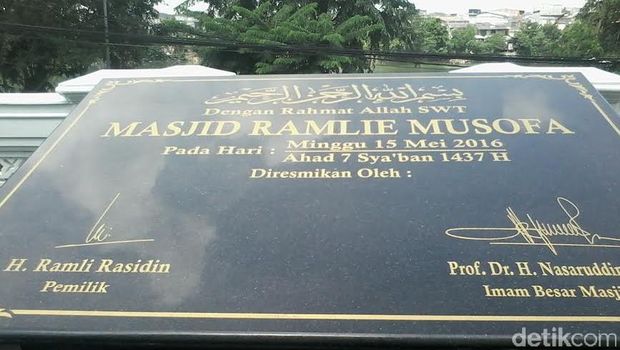 بسم الله الرحمن الرحيم
Dengan Rahmat Allah SWT
MASJID RAMLIE MUSOFA
Pada Hari : Minggu 15 Mei 2016
Ahad 7 Sya'ban 1437 H
Diresmikan Oleh :
H. Ramli Rasidin
Pemilik
Prof. Dr. H. Nasaruddin
Imam Besar Masji
detikcom